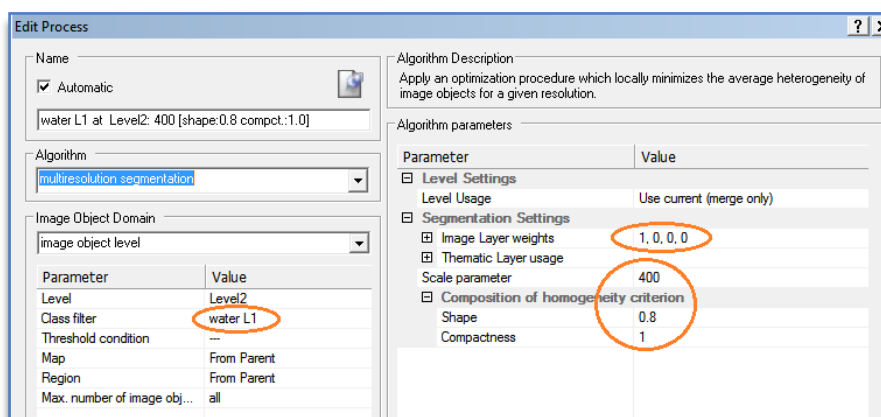 Edit Process
?
Name
Automatic
water L1 at Level2: 400 [shape:0.8 compct.:1.0]
Algorithm
multiresolution segmentation
Image Object Domain
image object level
Parameter Value
Level Level2
Class filter water L1
Threshold condition ---
Map From Parent
Region From Parent
Max. number of image obj... all
Algorithm Description
Apply an optimization procedure which locally minimizes the average heterogeneity of
image objects for a given resolution.
Algorithm parameters
Parameter Value
Level Settings
Level Usage Use current (merge only)
Segmentation Settings
Image Layer weights 1, 0, 0, 0
Thematic Layer usage
Scale parameter 400
Composition of homogeneity criterion
Shape 0.8
Compactness 1